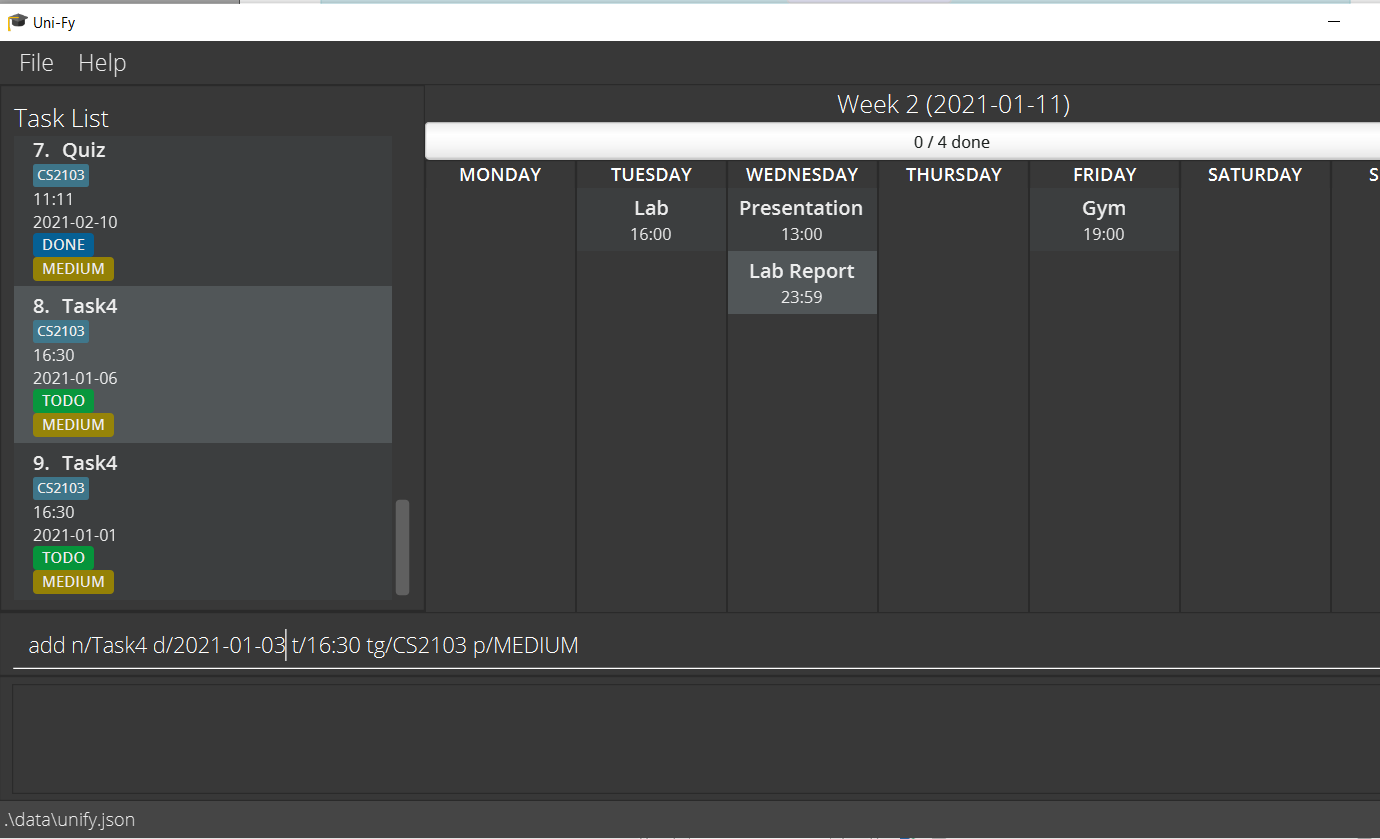 Uni-Fy
File Help
Task List
7. Quiz
CS2103
11:11
2021-02-10
DONE
MEDIUM
8. Task4
CS2103
16:30
2021-01-06
TODO
MEDIUM
9. Task4
CS2103
16:30
2021-01-01
TODO
MEDIUM
Week 2 (2021-01-11)
0 / 4 done
MONDAY TUESDAY WEDNESDAY THURSDAY FRIDAY SATURDAY S
Lab Presentation Gym
16:00 13:00 19:00
Lab Report
23:59
add n/Task4 d/2021-01-03 t/16:30 tg/CS2103 p/MEDIUM
.\data\unify.json